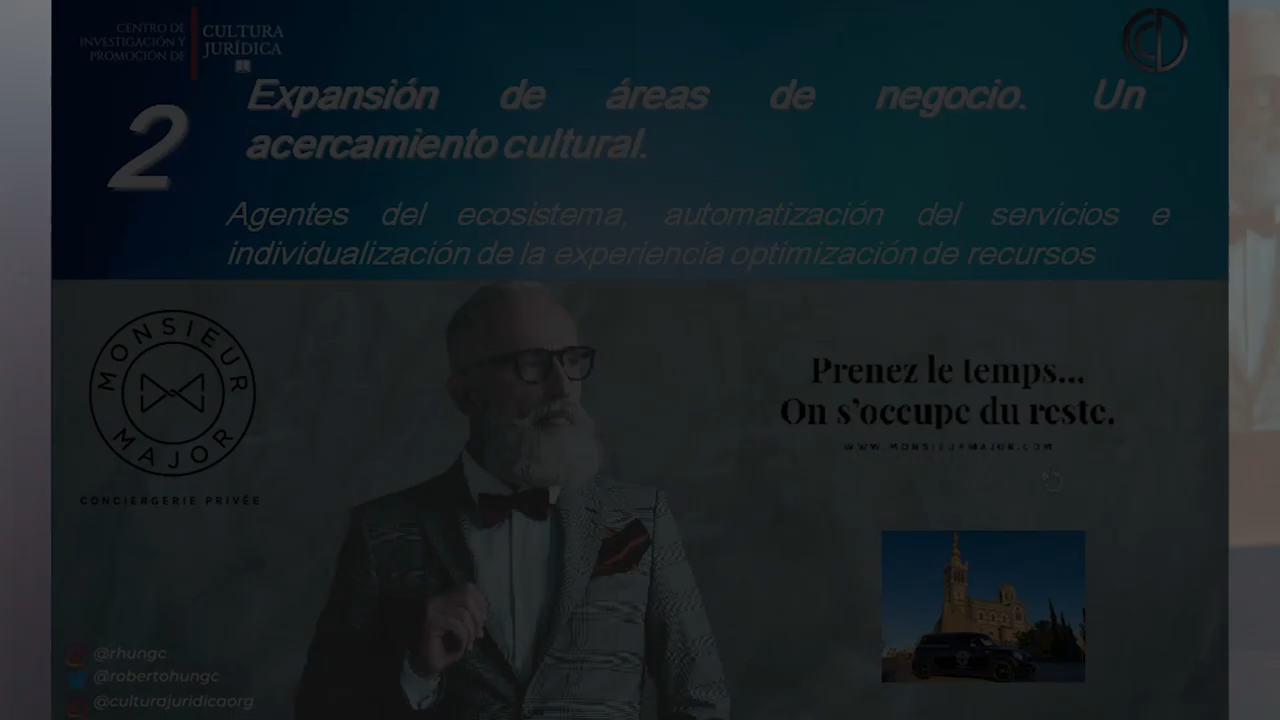 CENTRO DE
INVESTIGACIÓN Y
PROMOCIÓN DE
CULTURA
JURÍDICA
2
Expansión de áreas de negocio. Un
acercamiento cultural.
Agentes del ecosistema, automatización del servicios e
individualización de la experiencia optimización de recursos
MONSIEUR
MAJOR
CONCIERGERIE PRIVÉE
Prenez le temps...
On s'occupe du reste.
WWW.MONSIEURMAJOR.COM
@rhungc
@robertohungc
@culturajuridicaorg